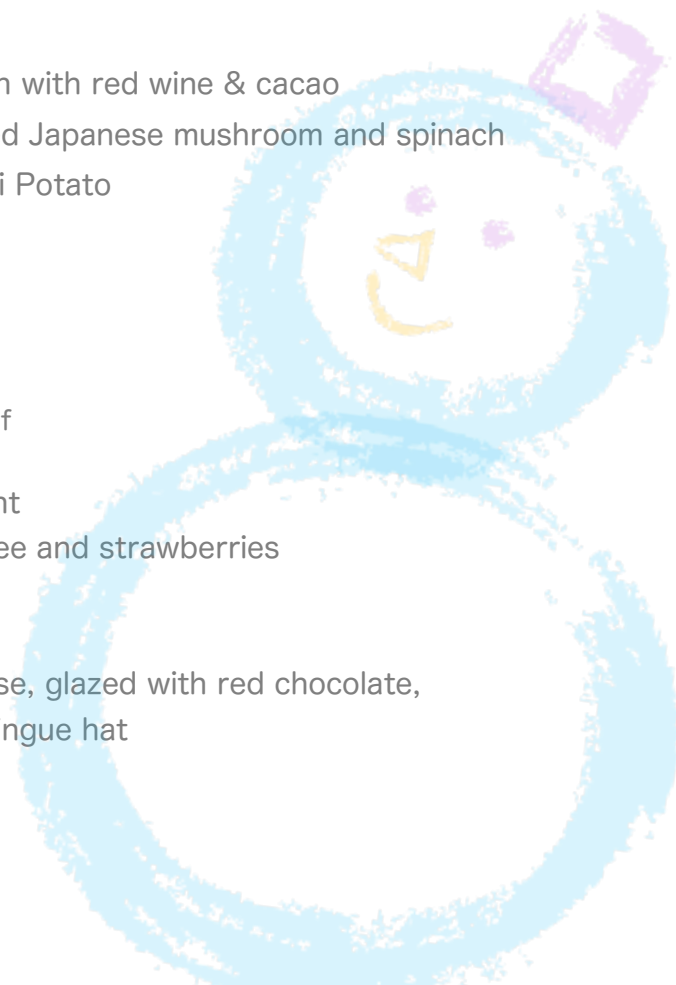 n with red wine & cacao
d Japanese mushroom and spinach
i Potato
f
nt
ee and strawberries
se, glazed with red chocolate,
ngue hat